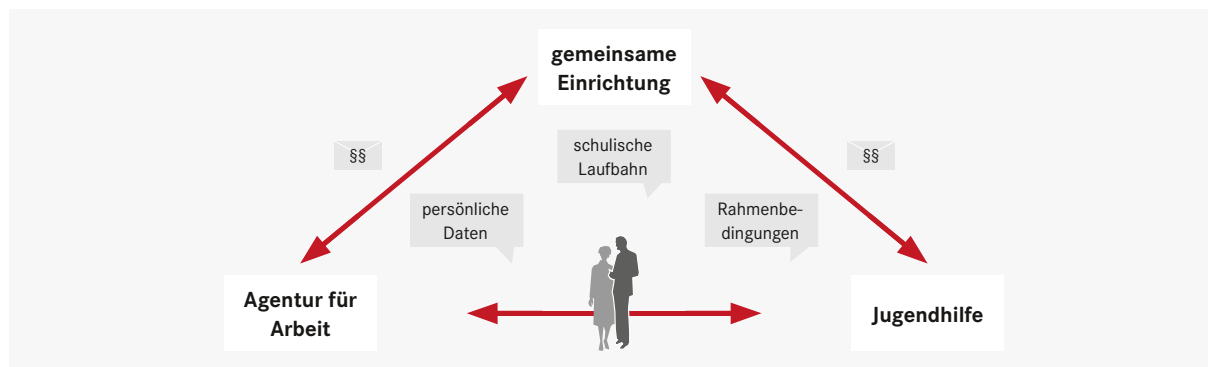 gemeinsame
Einrichtung
schulische
Laufbahn
§§
§§
persönliche
Daten
Rahmenbe-
dingungen
Agentur für
Arbeit
Jugendhilfe